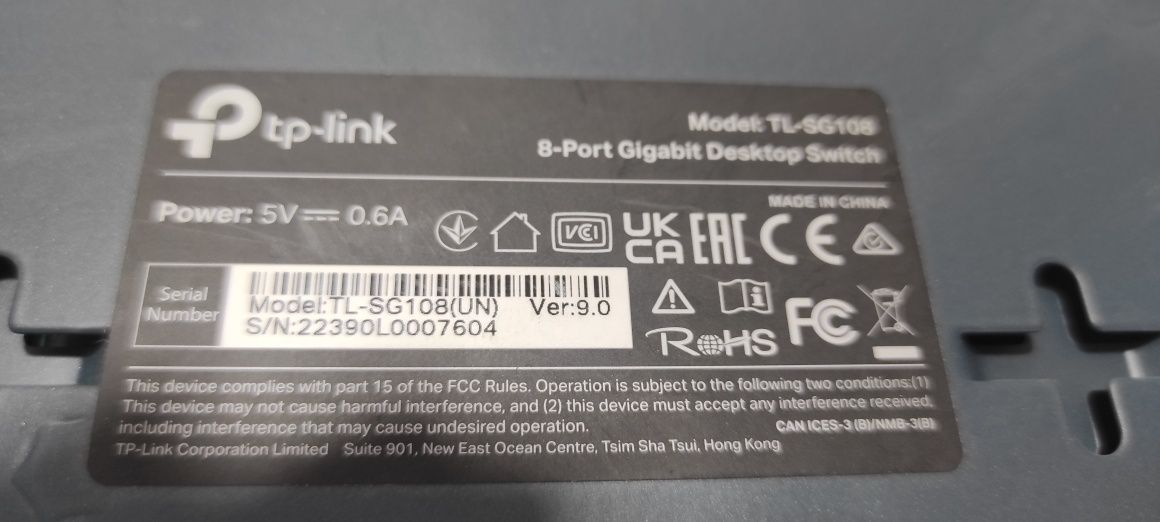 tp-link
Model: TL-SG108
8-Port Gigabit Desktop Switch
MADE IN CHINA
Power: 5V⎓ 0.6A
VCI UK CA EAC CE
Serial Number
Model:TL-SG108(UN) Ver:9.0
S/N:22390L0007604
RoHS FC
This device complies with part 15 of the FCC Rules. Operation is subject to the following two conditions:(1)
This device may not cause harmful interference, and (2) this device must accept any interference received,
including interference that may cause undesired operation.
CAN ICES-3 (B)/NMB-3(B)
TP-Link Corporation Limited Suite 901, New East Ocean Centre, Tsim Sha Tsui, Hong Kong